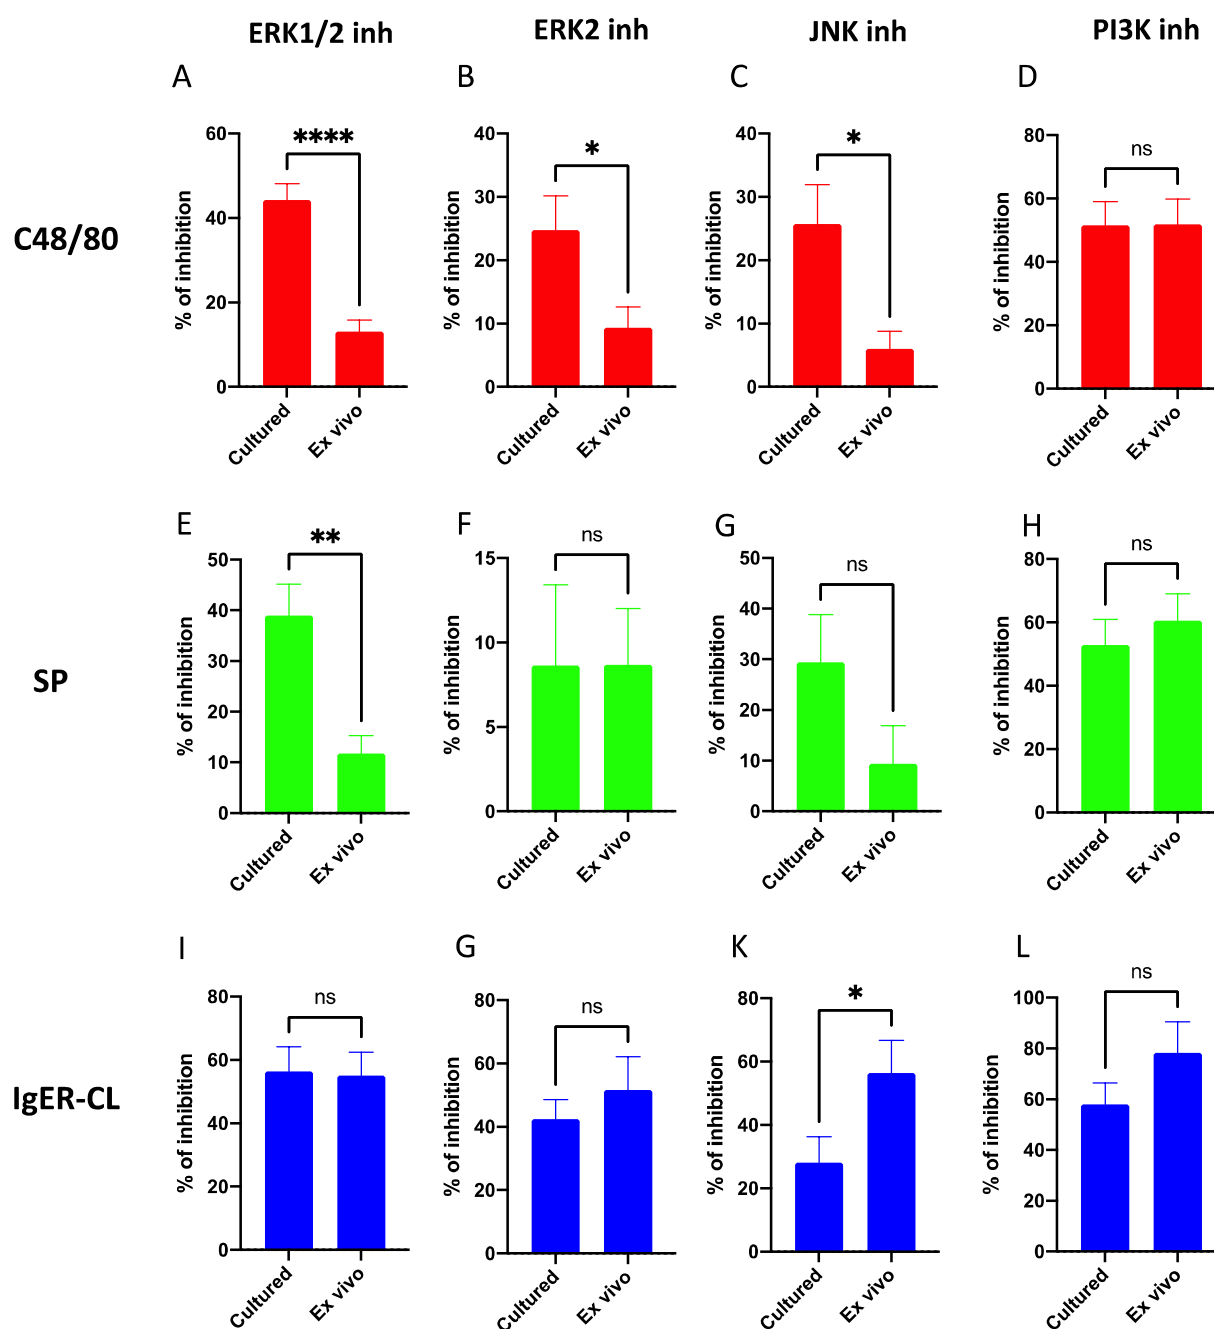 ERK1/2 inh
ERK2 inh
JNK inh
PI3K inh
C48/80
A
% of inhibition
60
40
20
0
****
Cultured
Ex vivo
B
% of inhibition
40
30
20
10
0
*
Cultured
Ex vivo
C
% of inhibition
40
30
20
10
0
*
Cultured
Ex vivo
D
% of inhibition
80
60
40
20
0
ns
Cultured
Ex vivo
SP
E
% of inhibition
50
40
30
20
10
0
**
Cultured
Ex vivo
F
% of inhibition
15
10
5
0
ns
Cultured
Ex vivo
G
% of inhibition
50
40
30
20
10
0
ns
Cultured
Ex vivo
H
% of inhibition
80
60
40
20
0
ns
Cultured
Ex vivo
IgER-CL
I
% of inhibition
80
60
40
20
0
ns
Cultured
Ex vivo
G
% of inhibition
80
60
40
20
0
ns
Cultured
Ex vivo
K
% of inhibition
80
60
40
20
0
*
Cultured
Ex vivo
L
% of inhibition
100
80
60
40
20
0
ns
Cultured
Ex vivo